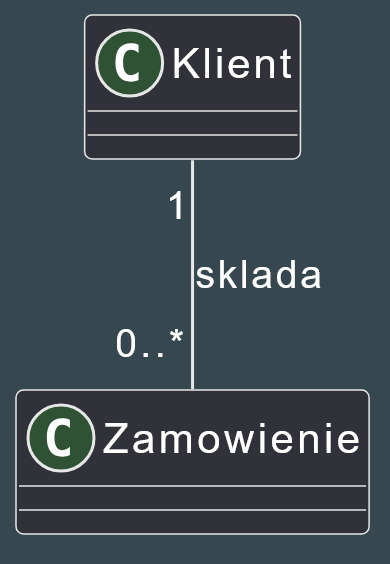 C Klient
1
sklada
0..*
C Zamowienie